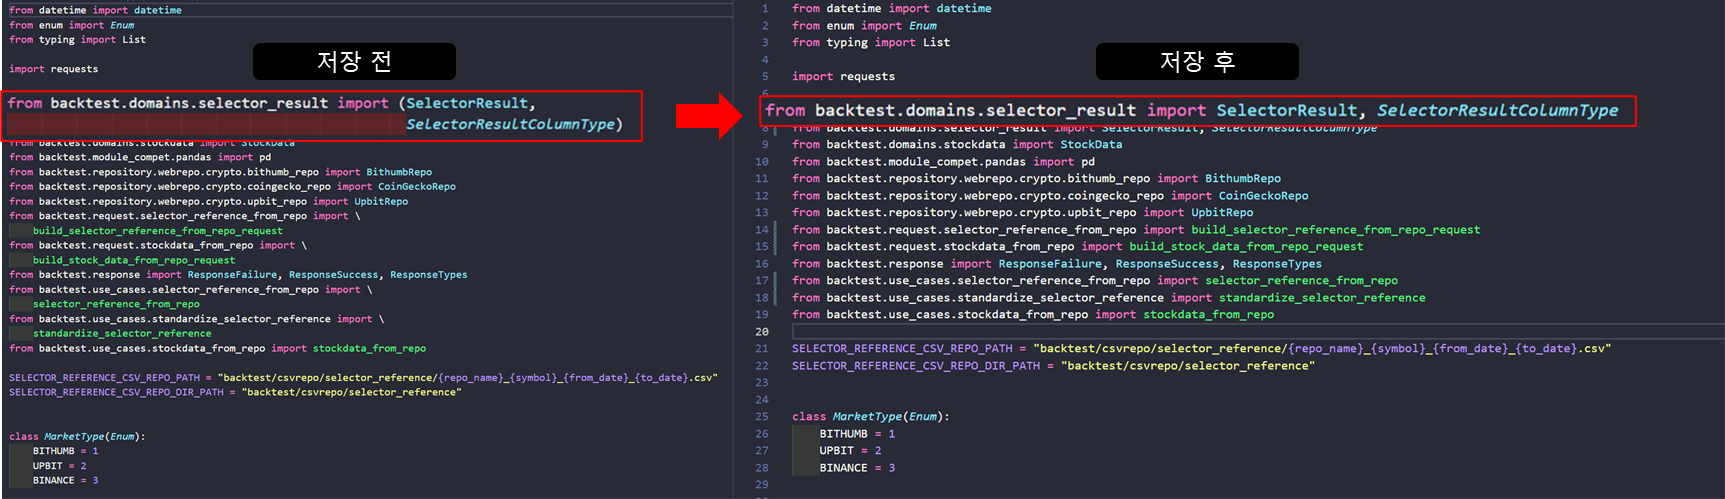 from datetime import datetime
from enum import Enum
from typing import List
저장 전
import requests
from backtest.domains.selector_result import (SelectorResult,
SelectorResultColumnType)
from backtest.domains.stockdata import StockData
from backtest.module_compet.pandas import pd
from backtest.repository.webrepo.crypto.bithumb_repo import BithumbRepo
from backtest.repository.webrepo.crypto.coingecko_repo import CoinGeckoRepo
from backtest.repository.webrepo.crypto.upbit_repo import UpbitRepo
from backtest.request.selector_reference_from_repo import \
build_selector_reference_from_repo_request
from backtest.request.stockdata_from_repo import \
build_stock_data_from_repo_request
from backtest.response import ResponseFailure, ResponseSuccess, ResponseTypes
from backtest.use_cases.selector_reference_from_repo import \
selector_reference_from_repo
from backtest.use_cases.standardize_selector_reference import \
standardize_selector_reference
from backtest.use_cases.stockdata_from_repo import stockdata_from_repo
SELECTOR_REFERENCE_CSV_REPO_PATH = "backtest/csvrepo/selector_reference/{repo_name}_{symbol}_{from_date}_{to_date}.csv"
SELECTOR_REFERENCE_CSV_REPO_DIR_PATH = "backtest/csvrepo/selector_reference"
class MarketType(Enum):
BITHUMB = 1
UPBIT = 2
BINANCE = 3
1 from datetime import datetime
2 from enum import Enum
3 from typing import List
4
저장 후
5 import requests
6
from backtest.domains.selector_result import SelectorResult, SelectorResultColumnType
8 from backtest.domains.selector_result import SelectorResult, SelectorResultColumnType
9 from backtest.domains.stockdata import StockData
10 from backtest.module_compet.pandas import pd
11 from backtest.repository.webrepo.crypto.bithumb_repo import BithumbRepo
12 from backtest.repository.webrepo.crypto.coingecko_repo import CoinGeckoRepo
13 from backtest.repository.webrepo.crypto.upbit_repo import UpbitRepo
14 from backtest.request.selector_reference_from_repo import build_selector_reference_from_repo_request
15 from backtest.request.stockdata_from_repo import build_stock_data_from_repo_request
16 from backtest.response import ResponseFailure, ResponseSuccess, ResponseTypes
17 from backtest.use_cases.selector_reference_from_repo import selector_reference_from_repo
18 from backtest.use_cases.standardize_selector_reference import standardize_selector_reference
19 from backtest.use_cases.stockdata_from_repo import stockdata_from_repo
20
21 SELECTOR_REFERENCE_CSV_REPO_PATH = "backtest/csvrepo/selector_reference/{repo_name}_{symbol}_{from_date}_{to_date}.csv"
22 SELECTOR_REFERENCE_CSV_REPO_DIR_PATH = "backtest/csvrepo/selector_reference"
23
24
25 class MarketType(Enum):
26 BITHUMB = 1
27 UPBIT = 2
28 BINANCE = 3
29